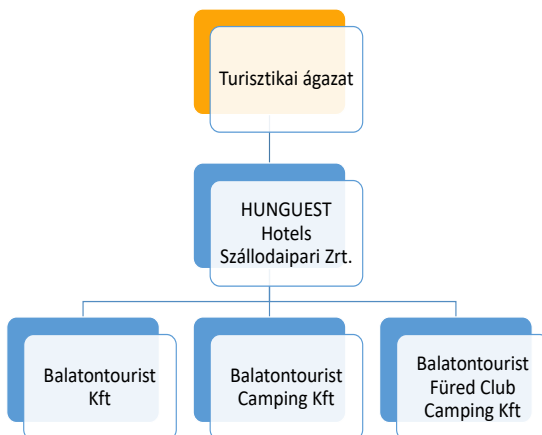 Turisztikai ágazat
HUNGUEST
Hotels
Szállodaipari Zrt.
Balatontourist
Kft
Balatontourist
Camping Kft
Balatontourist
Füred Club
Camping Kft